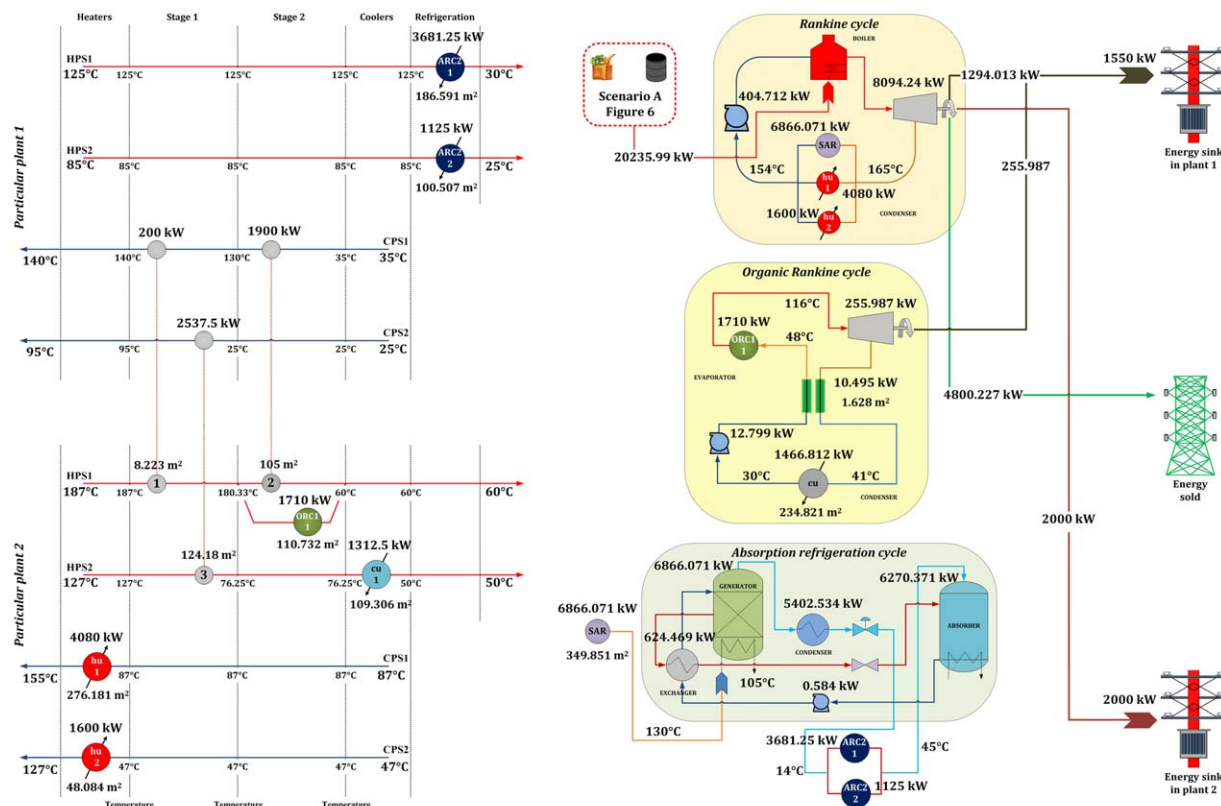 Heaters Stage 1 Stage 2 Coolers Refrigeration
Particular plant 1
3681.25 kW
HPS1
ARC2
1
125°C 125°C 125°C 125°C 125°C 30°C
186.591 m²
1125 kW
HPS2
ARC2
2
85°C 85°C 85°C 85°C 85°C 25°C
100.507 m²
200 kW 1900 kW
CPS1
140°C 140°C 130°C 35°C 35°C
2537.5 kW
CPS2
95°C 95°C 25°C 25°C 25°C
Particular plant 2
8.223 m² 105 m²
HPS1
1 2
187°C 187°C 180.33°C 60°C 60°C 60°C
1710 kW
ORC1
1
110.732 m²
124.18 m² 1312.5 kW
HPS2
3
cu
1
127°C 127°C 76.25°C 76.25°C 50°C 50°C
109.306 m²
4080 kW
CPS1
hu
1
155°C 87°C 87°C 87°C 87°C
276.181 m²
1600 kW
CPS2
hu
2
127°C 47°C 47°C 47°C 47°C
48.084 m²
Temperature Temperature Temperature
Scenario A
Figure 6
20235.99 kW
Rankine cycle
BOILER
404.712 kW
8094.24 kW
6866.071 kW
SAR
154°C
165°C
hu
1
4080 kW
1600 kW
hu
2
CONDENSER
1294.013 kW
1550 kW
Energy sink
in plant 1
255.987
Organic Rankine cycle
116°C
255.987 kW
1710 kW
ORC1
1
48°C
EVAPORATOR
10.495 kW
1.628 m²
12.799 kW
1466.812 kW
30°C
cu
41°C
CONDENSER
234.821 m²
4800.227 kW
Energy
sold
2000 kW
Absorption refrigeration cycle
6866.071 kW
GENERATOR
6270.371 kW
ABSORBER
6866.071 kW
SAR
349.851 m²
5402.534 kW
CONDENSER
624.469 kW
EXCHANGER
105°C
0.584 kW
130°C
3681.25 kW
ARC2
1
14°C
45°C
ARC2
2
1125 kW
2000 kW
Energy sink
in plant 2